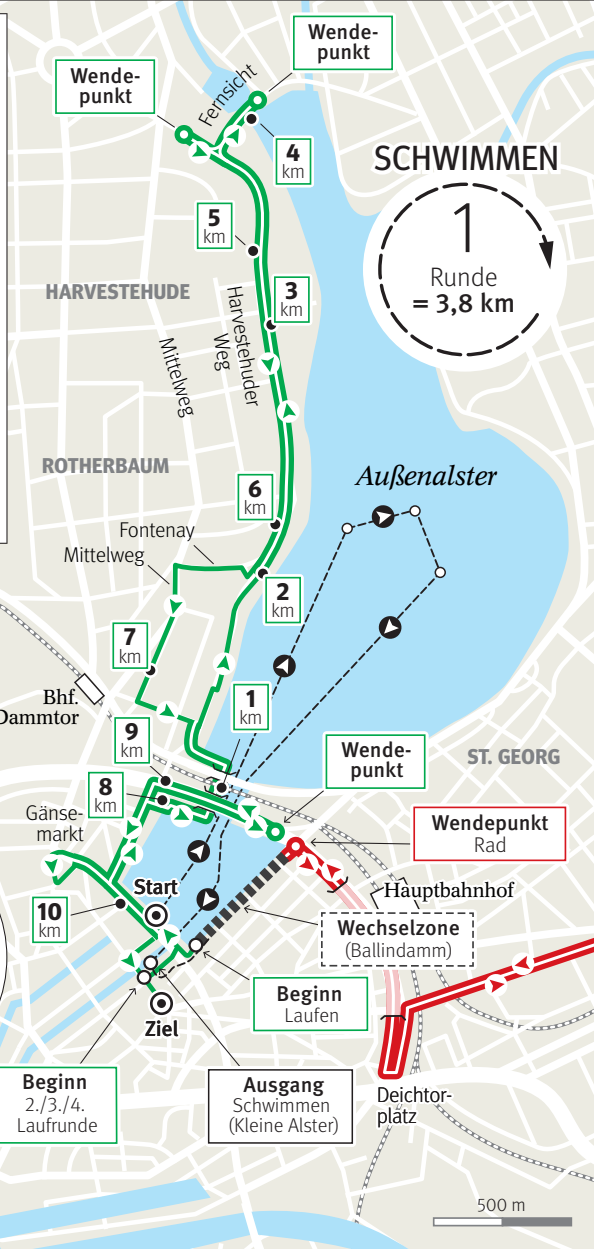 Wende-
punkt
Wende-
punkt
Fernsicht
4
km
SCHWIMMEN
1
Runde
= 3,8 km
5
km
HARVESTEHUDE
3
km
Harvestehuder
Weg
Mittelweg
ROTHERBAUM
Außenalster
6
km
Fontenay
Mittelweg
2
km
7
km
Bhf.
Dammtor
1
km
9
km
Wende-
punkt
ST. GEORG
8
km
Gänse-
markt
Wendepunkt
Rad
Start
Hauptbahnhof
10
km
Wechselzone
(Ballindamm)
Beginn
Laufen
Ziel
Beginn
2./3./4.
Laufrunde
Ausgang
Schwimmen
(Kleine Alster)
Deichtor-
platz
500 m